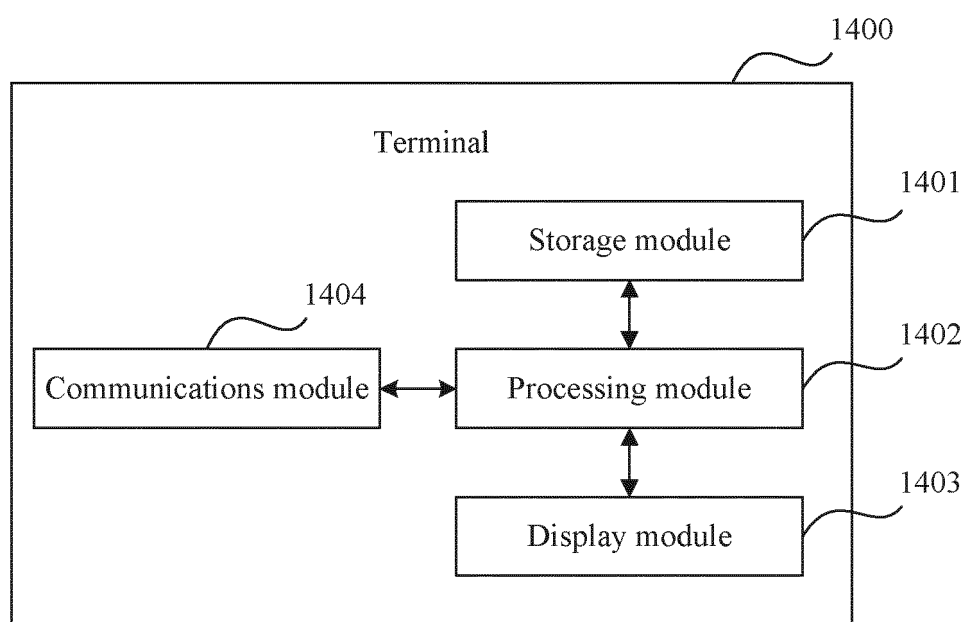 1400
Terminal
1401
Storage module
1404
1402
Communications module
Processing module
1403
Display module